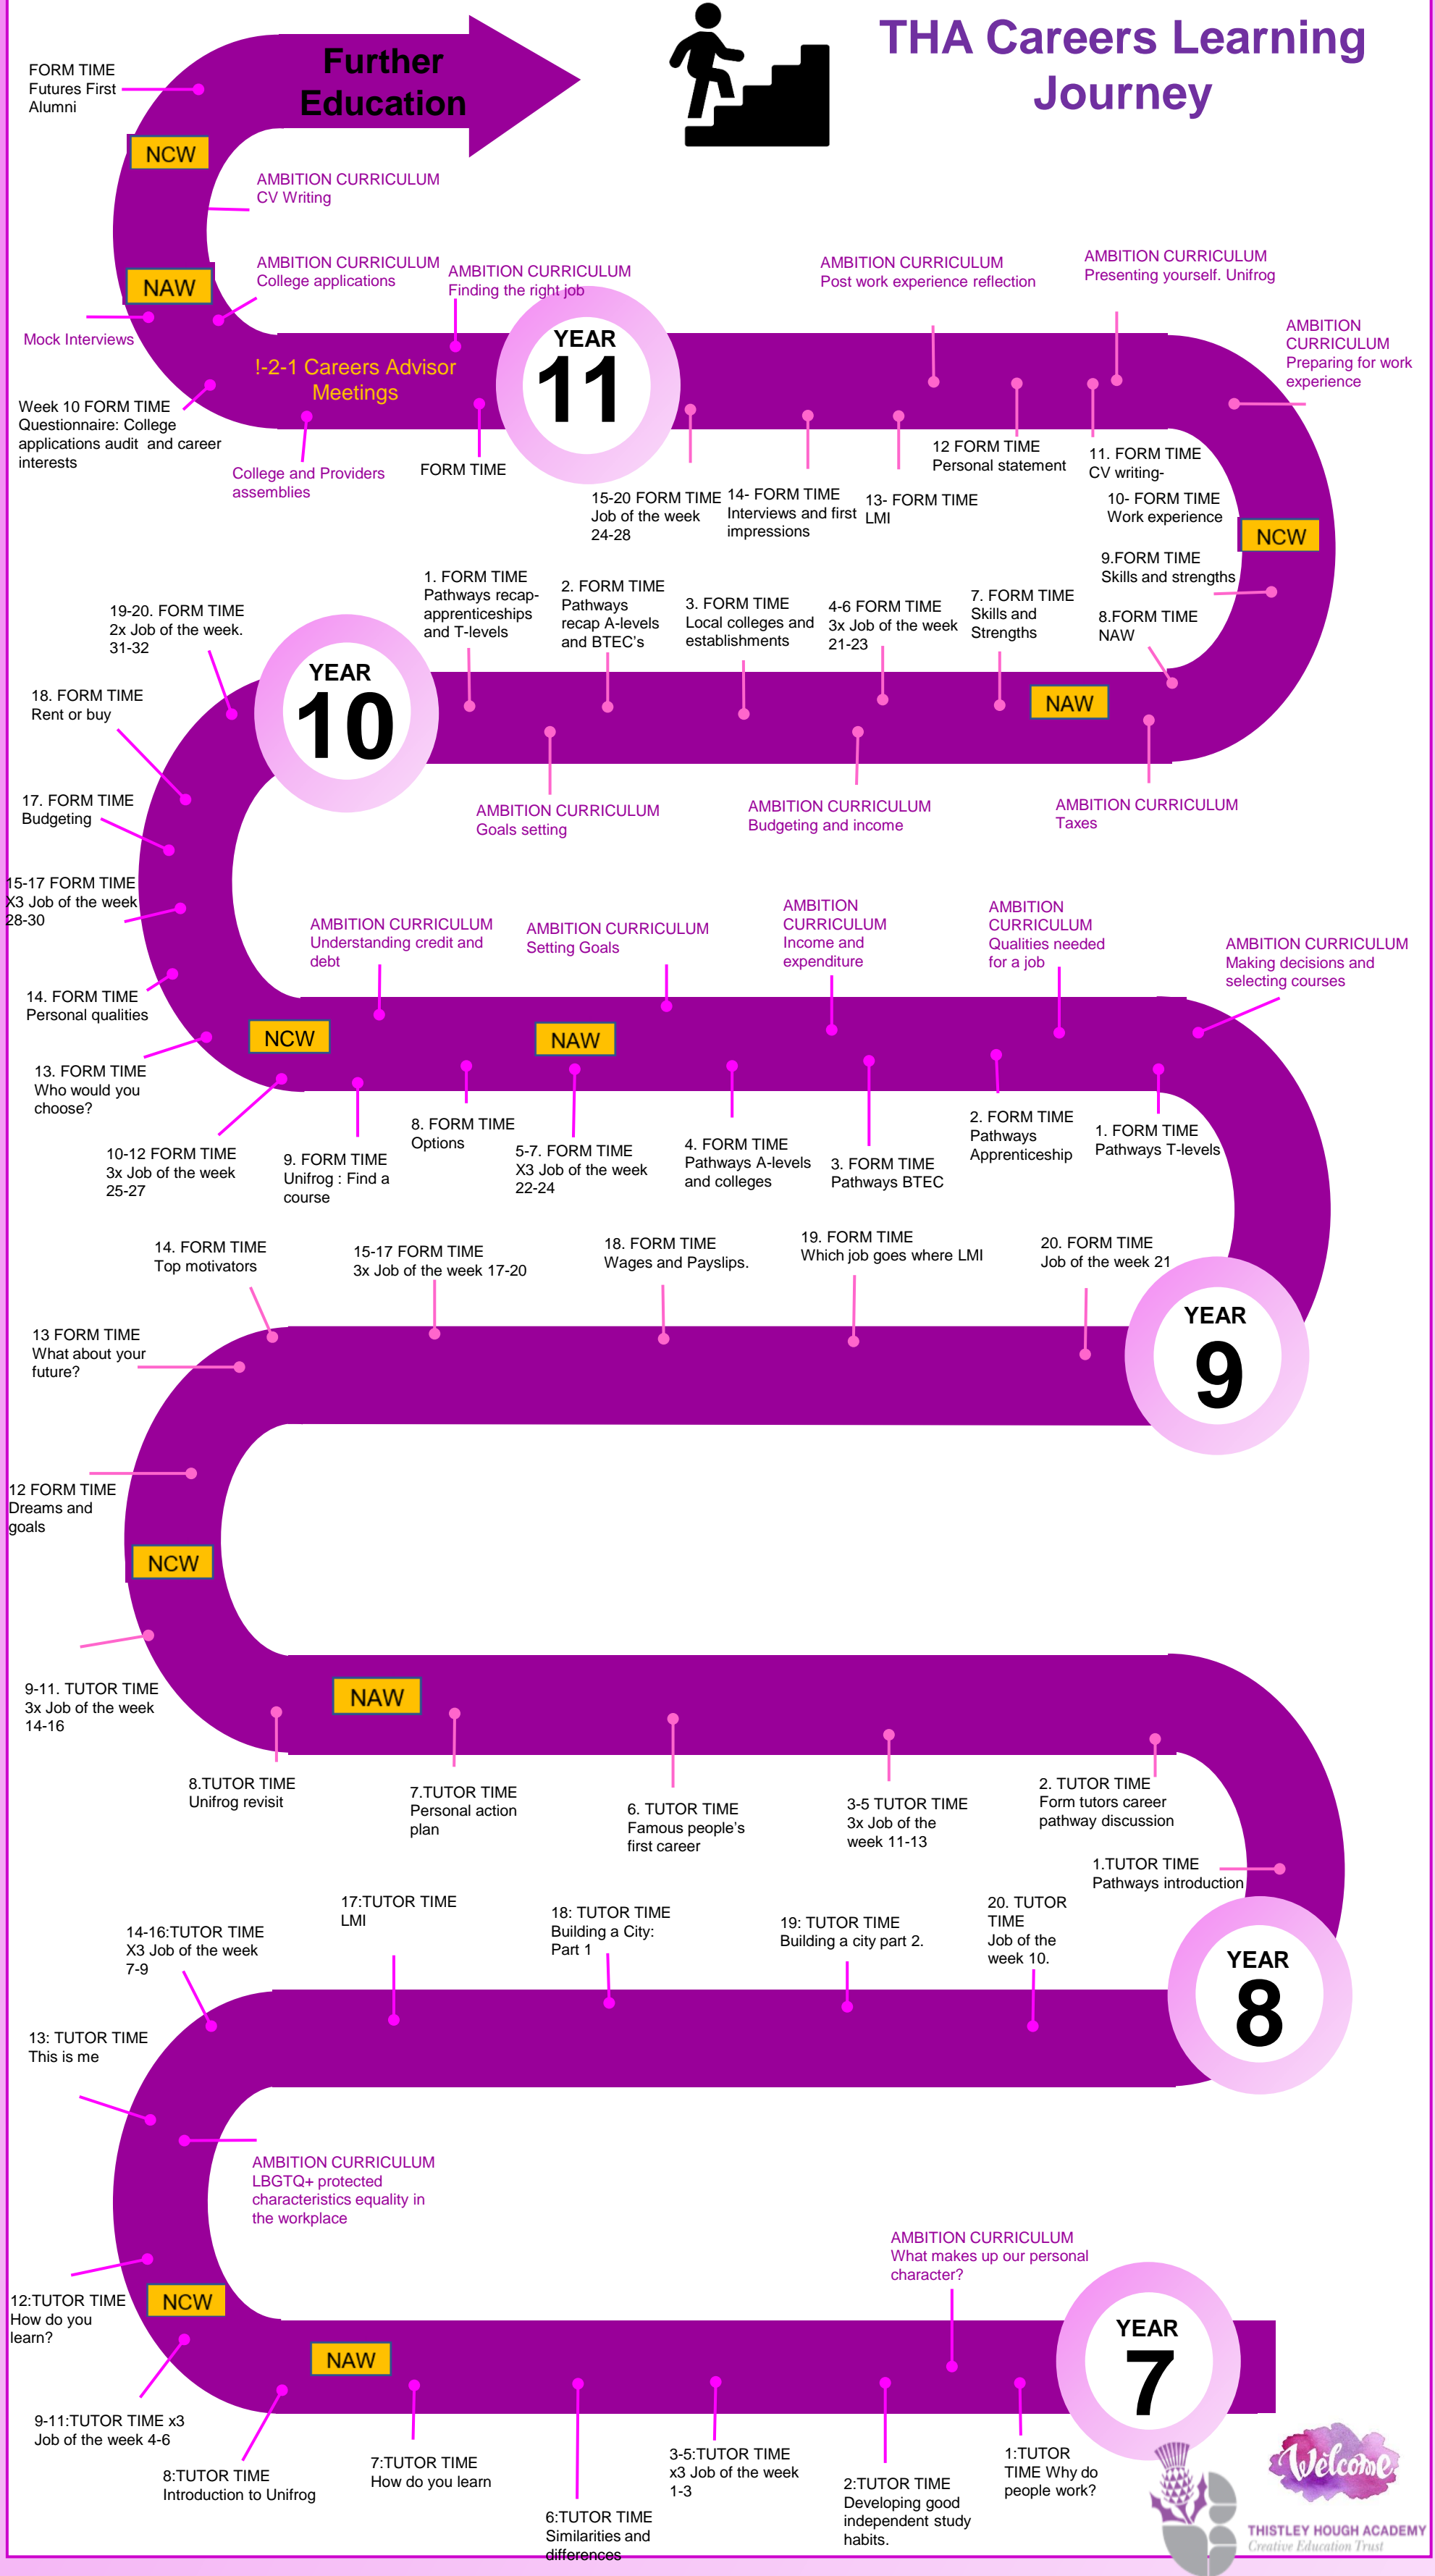 THA Careers Learning
Journey
Further
Education
FORM TIME
Futures First
Alumni
NCW
AMBITION CURRICULUM
CV Writing
NAW
AMBITION CURRICULUM
College applications
AMBITION CURRICULUM
Finding the right job
Mock Interviews
!-2-1 Careers Advisor
Meetings
Week 10 FORM TIME
Questionnaire: College
applications audit and career
interests
College and Providers
assemblies
FORM TIME
YEAR
11
AMBITION CURRICULUM
Post work experience reflection
AMBITION CURRICULUM
Presenting yourself. Unifrog
AMBITION
CURRICULUM
Preparing for work
experience
15-20 FORM TIME
Job of the week
24-28
14- FORM TIME
Interviews and first
impressions
13- FORM TIME
LMI
12 FORM TIME
Personal statement
11. FORM TIME
CV writing-
10- FORM TIME
Work experience
NCW
9.FORM TIME
Skills and strengths
8.FORM TIME
NAW
1. FORM TIME
Pathways recap-
apprenticeships
and T-levels
2. FORM TIME
Pathways
recap A-levels
and BTEC's
3. FORM TIME
Local colleges and
establishments
4-6 FORM TIME
3x Job of the week
21-23
7. FORM TIME
Skills and
Strengths
NAW
YEAR
10
19-20. FORM TIME
2x Job of the week.
31-32
18. FORM TIME
Rent or buy
17. FORM TIME
Budgeting
15-17 FORM TIME
X3 Job of the week
28-30
14. FORM TIME
Personal qualities
13. FORM TIME
Who would you
choose?
AMBITION CURRICULUM
Goals setting
AMBITION CURRICULUM
Budgeting and income
AMBITION CURRICULUM
Taxes
AMBITION CURRICULUM
Understanding credit and
debt
AMBITION CURRICULUM
Setting Goals
AMBITION
CURRICULUM
Income and
expenditure
AMBITION
CURRICULUM
Qualities needed
for a job
AMBITION CURRICULUM
Making decisions and
selecting courses
NCW
NAW
10-12 FORM TIME
3x Job of the week
25-27
9. FORM TIME
Unifrog : Find a
course
8. FORM TIME
Options
5-7. FORM TIME
X3 Job of the week
22-24
4. FORM TIME
Pathways A-levels
and colleges
3. FORM TIME
Pathways BTEC
2. FORM TIME
Pathways
Apprenticeship
1. FORM TIME
Pathways T-levels
14. FORM TIME
Top motivators
15-17 FORM TIME
3x Job of the week 17-20
18. FORM TIME
Wages and Payslips.
19. FORM TIME
Which job goes where LMI
20. FORM TIME
Job of the week 21
YEAR
9
13 FORM TIME
What about your
future?
12 FORM TIME
Dreams and
goals
NCW
9-11. TUTOR TIME
3x Job of the week
14-16
NAW
8.TUTOR TIME
Unifrog revisit
7.TUTOR TIME
Personal action
plan
6. TUTOR TIME
Famous people's
first career
3-5 TUTOR TIME
3x Job of the
week 11-13
2. TUTOR TIME
Form tutors career
pathway discussion
1.TUTOR TIME
Pathways introduction
YEAR
8
14-16:TUTOR TIME
X3 Job of the week
7-9
17:TUTOR TIME
LMI
18: TUTOR TIME
Building a City:
Part 1
19: TUTOR TIME
Building a city part 2.
20. TUTOR
TIME
Job of the
week 10.
13: TUTOR TIME
This is me
AMBITION CURRICULUM
LBGTQ+ protected
characteristics equality in
the workplace
12:TUTOR TIME
How do you
learn?
NCW
NAW
AMBITION CURRICULUM
What makes up our personal
character?
YEAR
7
9-11:TUTOR TIME x3
Job of the week 4-6
8:TUTOR TIME
Introduction to Unifrog
7:TUTOR TIME
How do you learn
6:TUTOR TIME
Similarities and
differences
3-5:TUTOR TIME
x3 Job of the week
1-3
2:TUTOR TIME
Developing good
independent study
habits.
1:TUTOR
TIME Why do
people work?
Welcome
THISTLEY HOUGH ACADEMY
Creative Education Trust